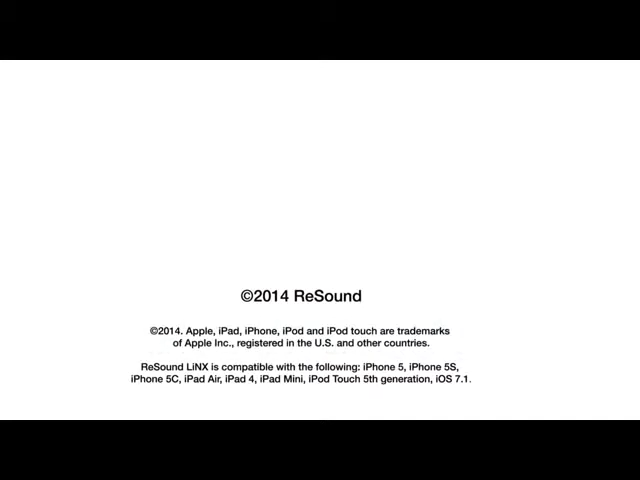 ©2014 ReSound
©2014. Apple, iPad, iPhone, iPod and iPod touch are trademarks
of Apple Inc., registered in the U.S. and other countries.
ReSound LiNX is compatible with the following: iPhone 5, iPhone 5S,
iPhone 5C, iPad Air, iPad 4, iPad Mini, iPod Touch 5th generation, iOS 7.1.